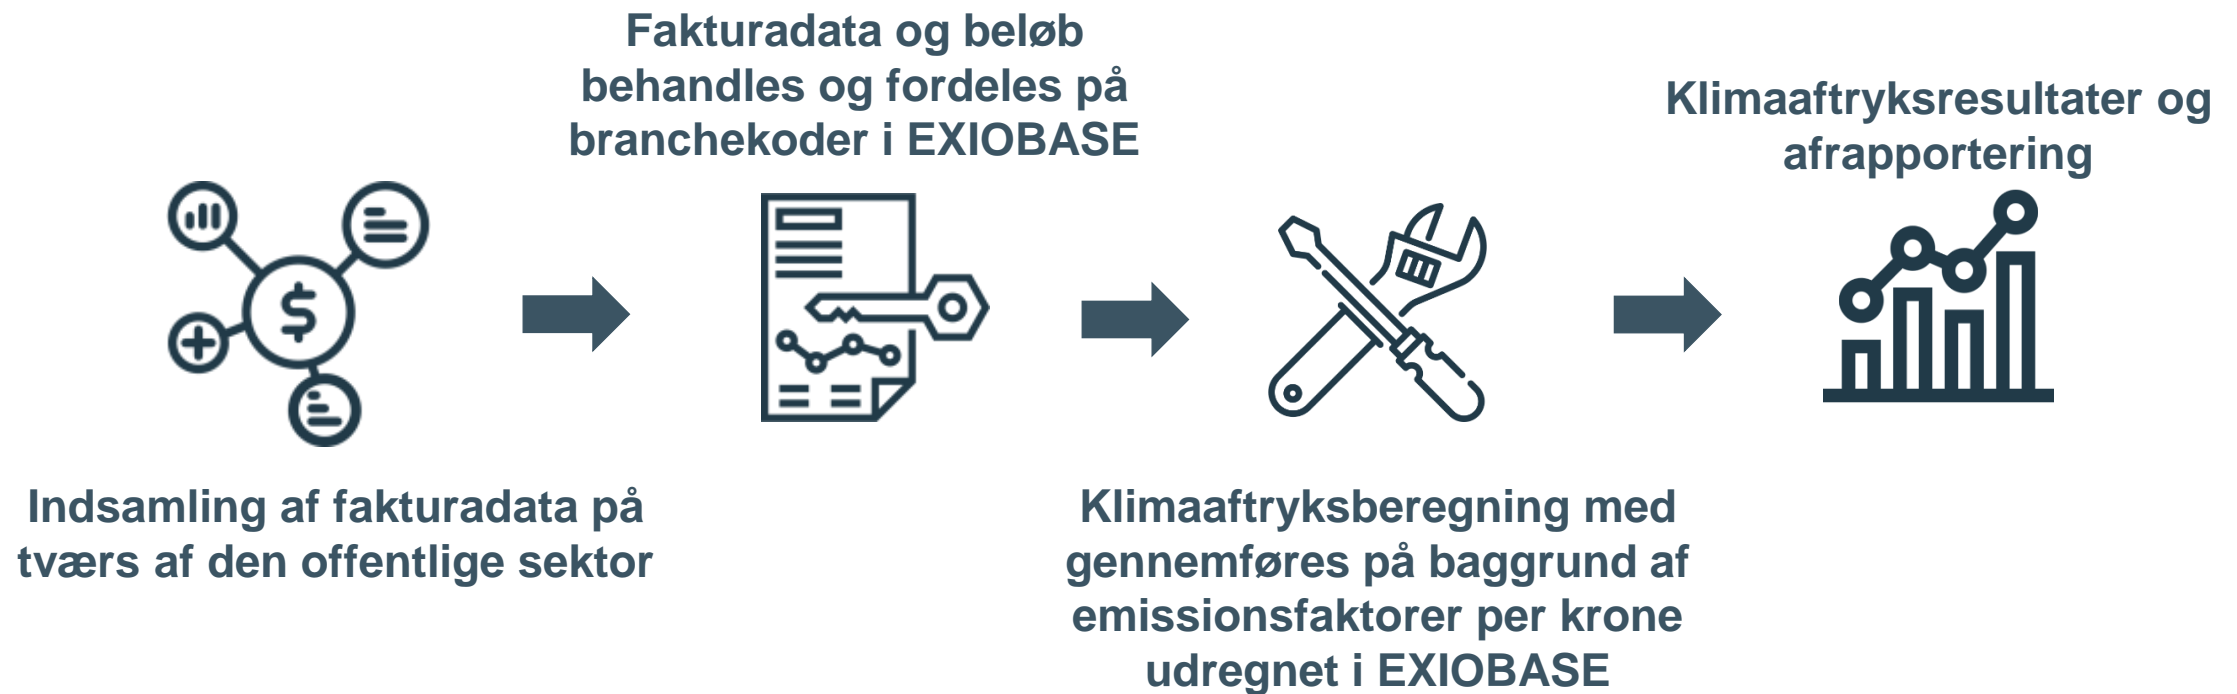 Indsamling af fakturadata på
tværs af den offentlige sektor
Fakturadata og beløb
behandles og fordeles på
branchekoder i EXIOBASE
Klimaaftryksberegning med
gennemføres på baggrund af
emissionsfaktorer per krone
udregnet i EXIOBASE
Klimaaftryksresultater og
afrapportering
$